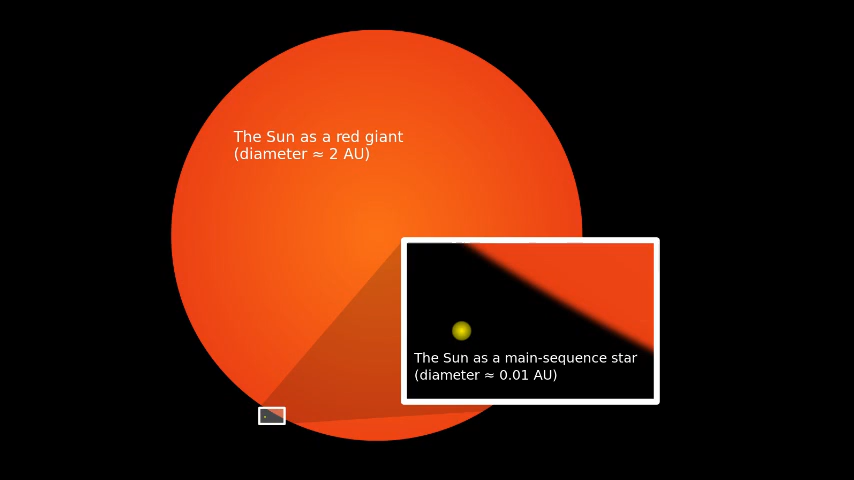 The Sun as a red giant
(diameter ≈ 2 AU)
The Sun as a main-sequence star
(diameter ≈ 0.01 AU)